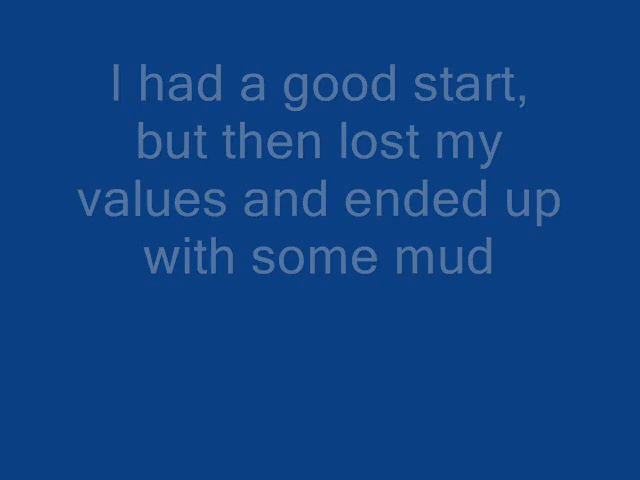 I had a good start,
but then lost my
values and ended up
with some mud